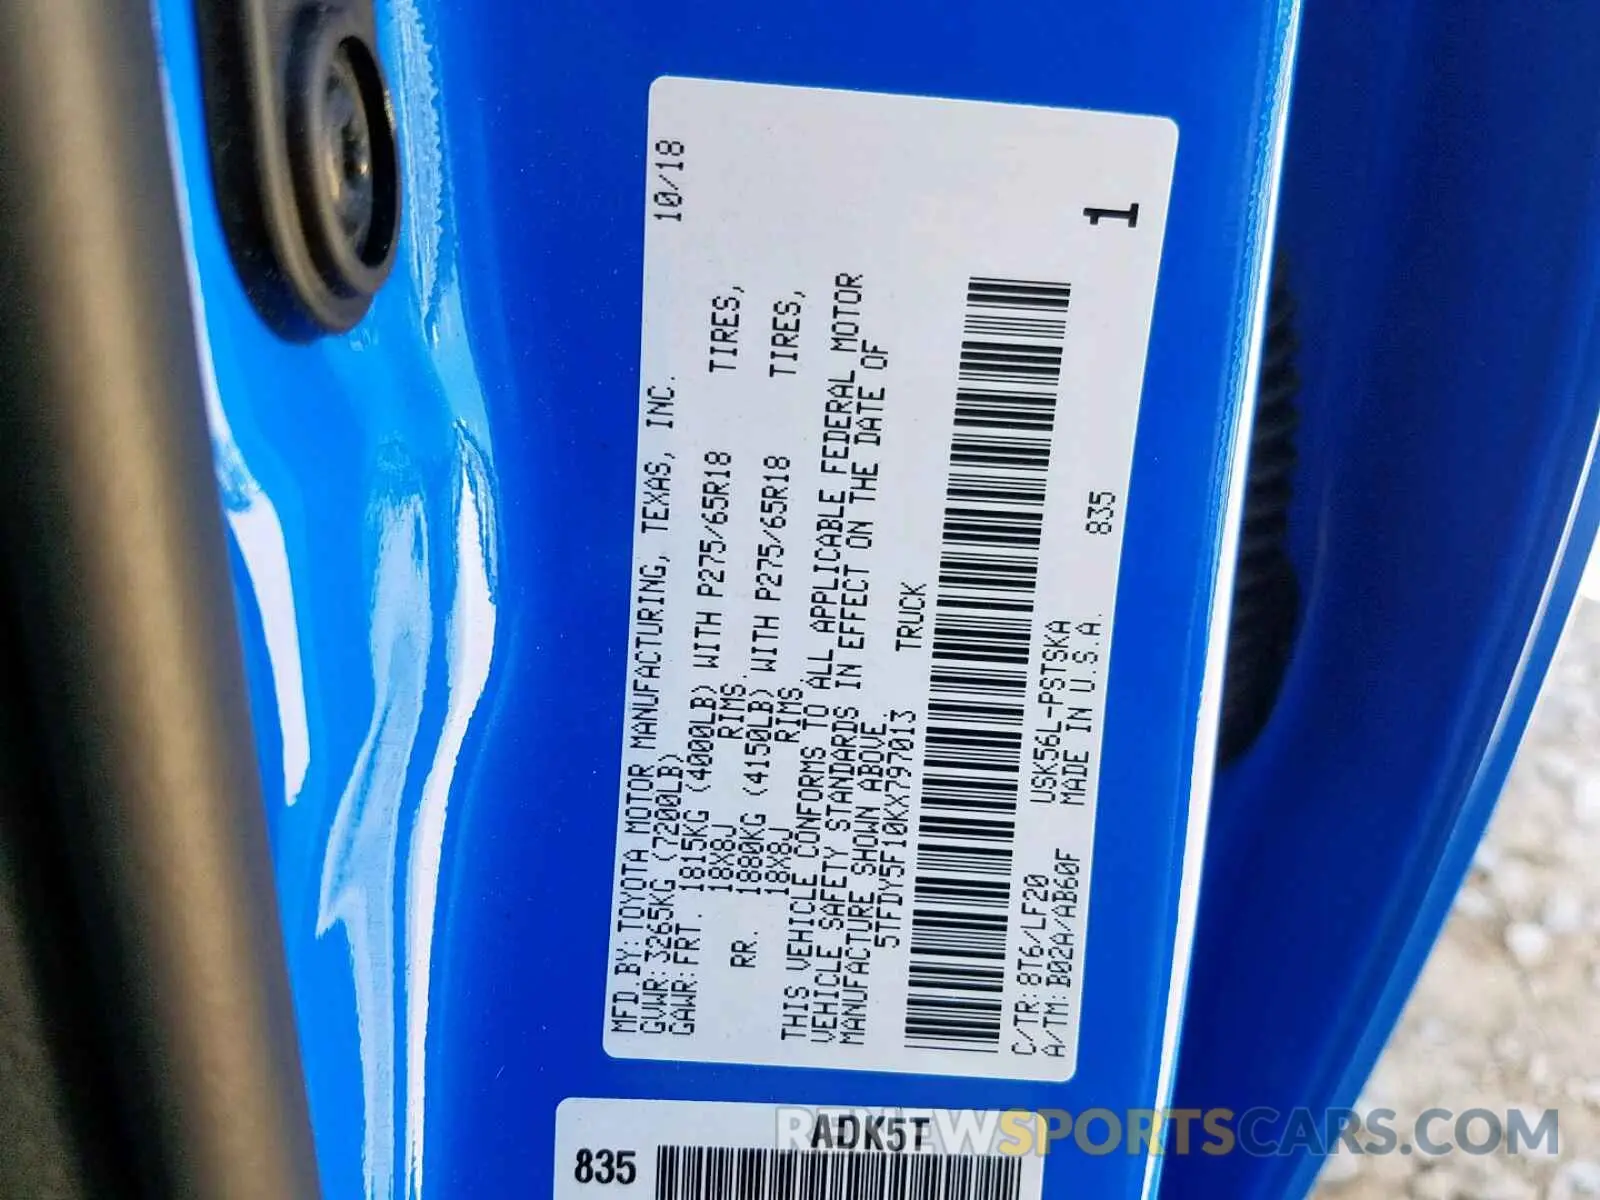 MFD.BY:TOYOTA MOTOR MANUFACTURING, TEXAS, INC. 10/18
GVWR:3265KG(7200LB)
GAWR:FRT. 1815KG (4000LB) WITH P275/65R18 TIRES,
18X8J RIMS.
RR. 1880KG (4150LB) WITH P275/65R18 TIRES,
18X8J RIMS.
THIS VEHICLE CONFORMS TO ALL APPLICABLE FEDERAL MOTOR
VEHICLE SAFETY STANDARDS IN EFFECT ON THE DATE OF
MANUFACTURE SHOWN ABOVE.
5TFDY5F10KX797013 TRUCK
C/TR:8T6/LF20 USK56L-PSTSKA 835
A/TM:B02A/AB60F MADE IN U.S.A.
1
ADK5T
835
REVIEWSPORTSCARS.COM